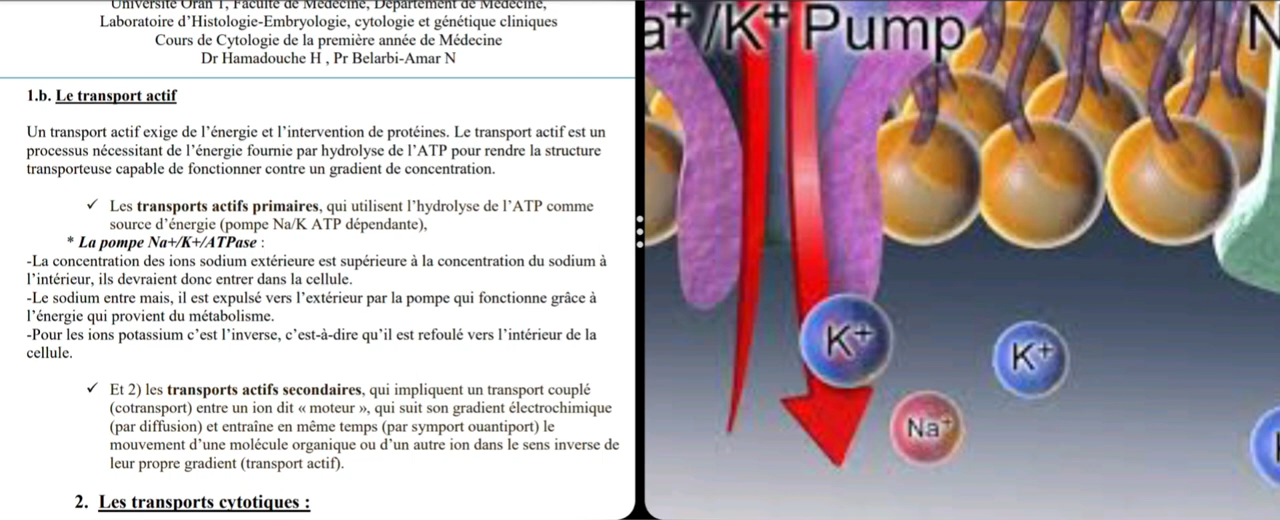 Université Oran 1, Faculté de Médecine, Département de Médecine,
Laboratoire d’Histologie-Embryologie, cytologie et génétique cliniques
Cours de Cytologie de la première année de Médecine
Dr Hamadouche H , Pr Belarbi-Amar N
1.b. Le transport actif
Un transport actif exige de l’énergie et l’intervention de protéines. Le transport actif est un
processus nécessitant de l’énergie fournie par hydrolyse de l’ATP pour rendre la structure
transporteuse capable de fonctionner contre un gradient de concentration.
✓ Les transports actifs primaires, qui utilisent l’hydrolyse de l’ATP comme
source d’énergie (pompe Na/K ATP dépendante),
* La pompe Na+/K+/ATPase :
-La concentration des ions sodium extérieure est supérieure à la concentration du sodium à
l’intérieur, ils devraient donc entrer dans la cellule.
-Le sodium entre mais, il est expulsé vers l’extérieur par la pompe qui fonctionne grâce à
l’énergie qui provient du métabolisme.
-Pour les ions potassium c’est l’inverse, c’est-à-dire qu’il est refoulé vers l’intérieur de la
cellule.
✓ Et 2) les transports actifs secondaires, qui impliquent un transport couplé
(cotransport) entre un ion dit « moteur », qui suit son gradient électrochimique
(par diffusion) et entraîne en même temps (par symport ouantiport) le
mouvement d’une molécule organique ou d’un autre ion dans le sens inverse de
leur propre gradient (transport actif).
2. Les transports cytotiques :
a⁺/K⁺ Pump
N
K⁺
K⁺
Na⁺